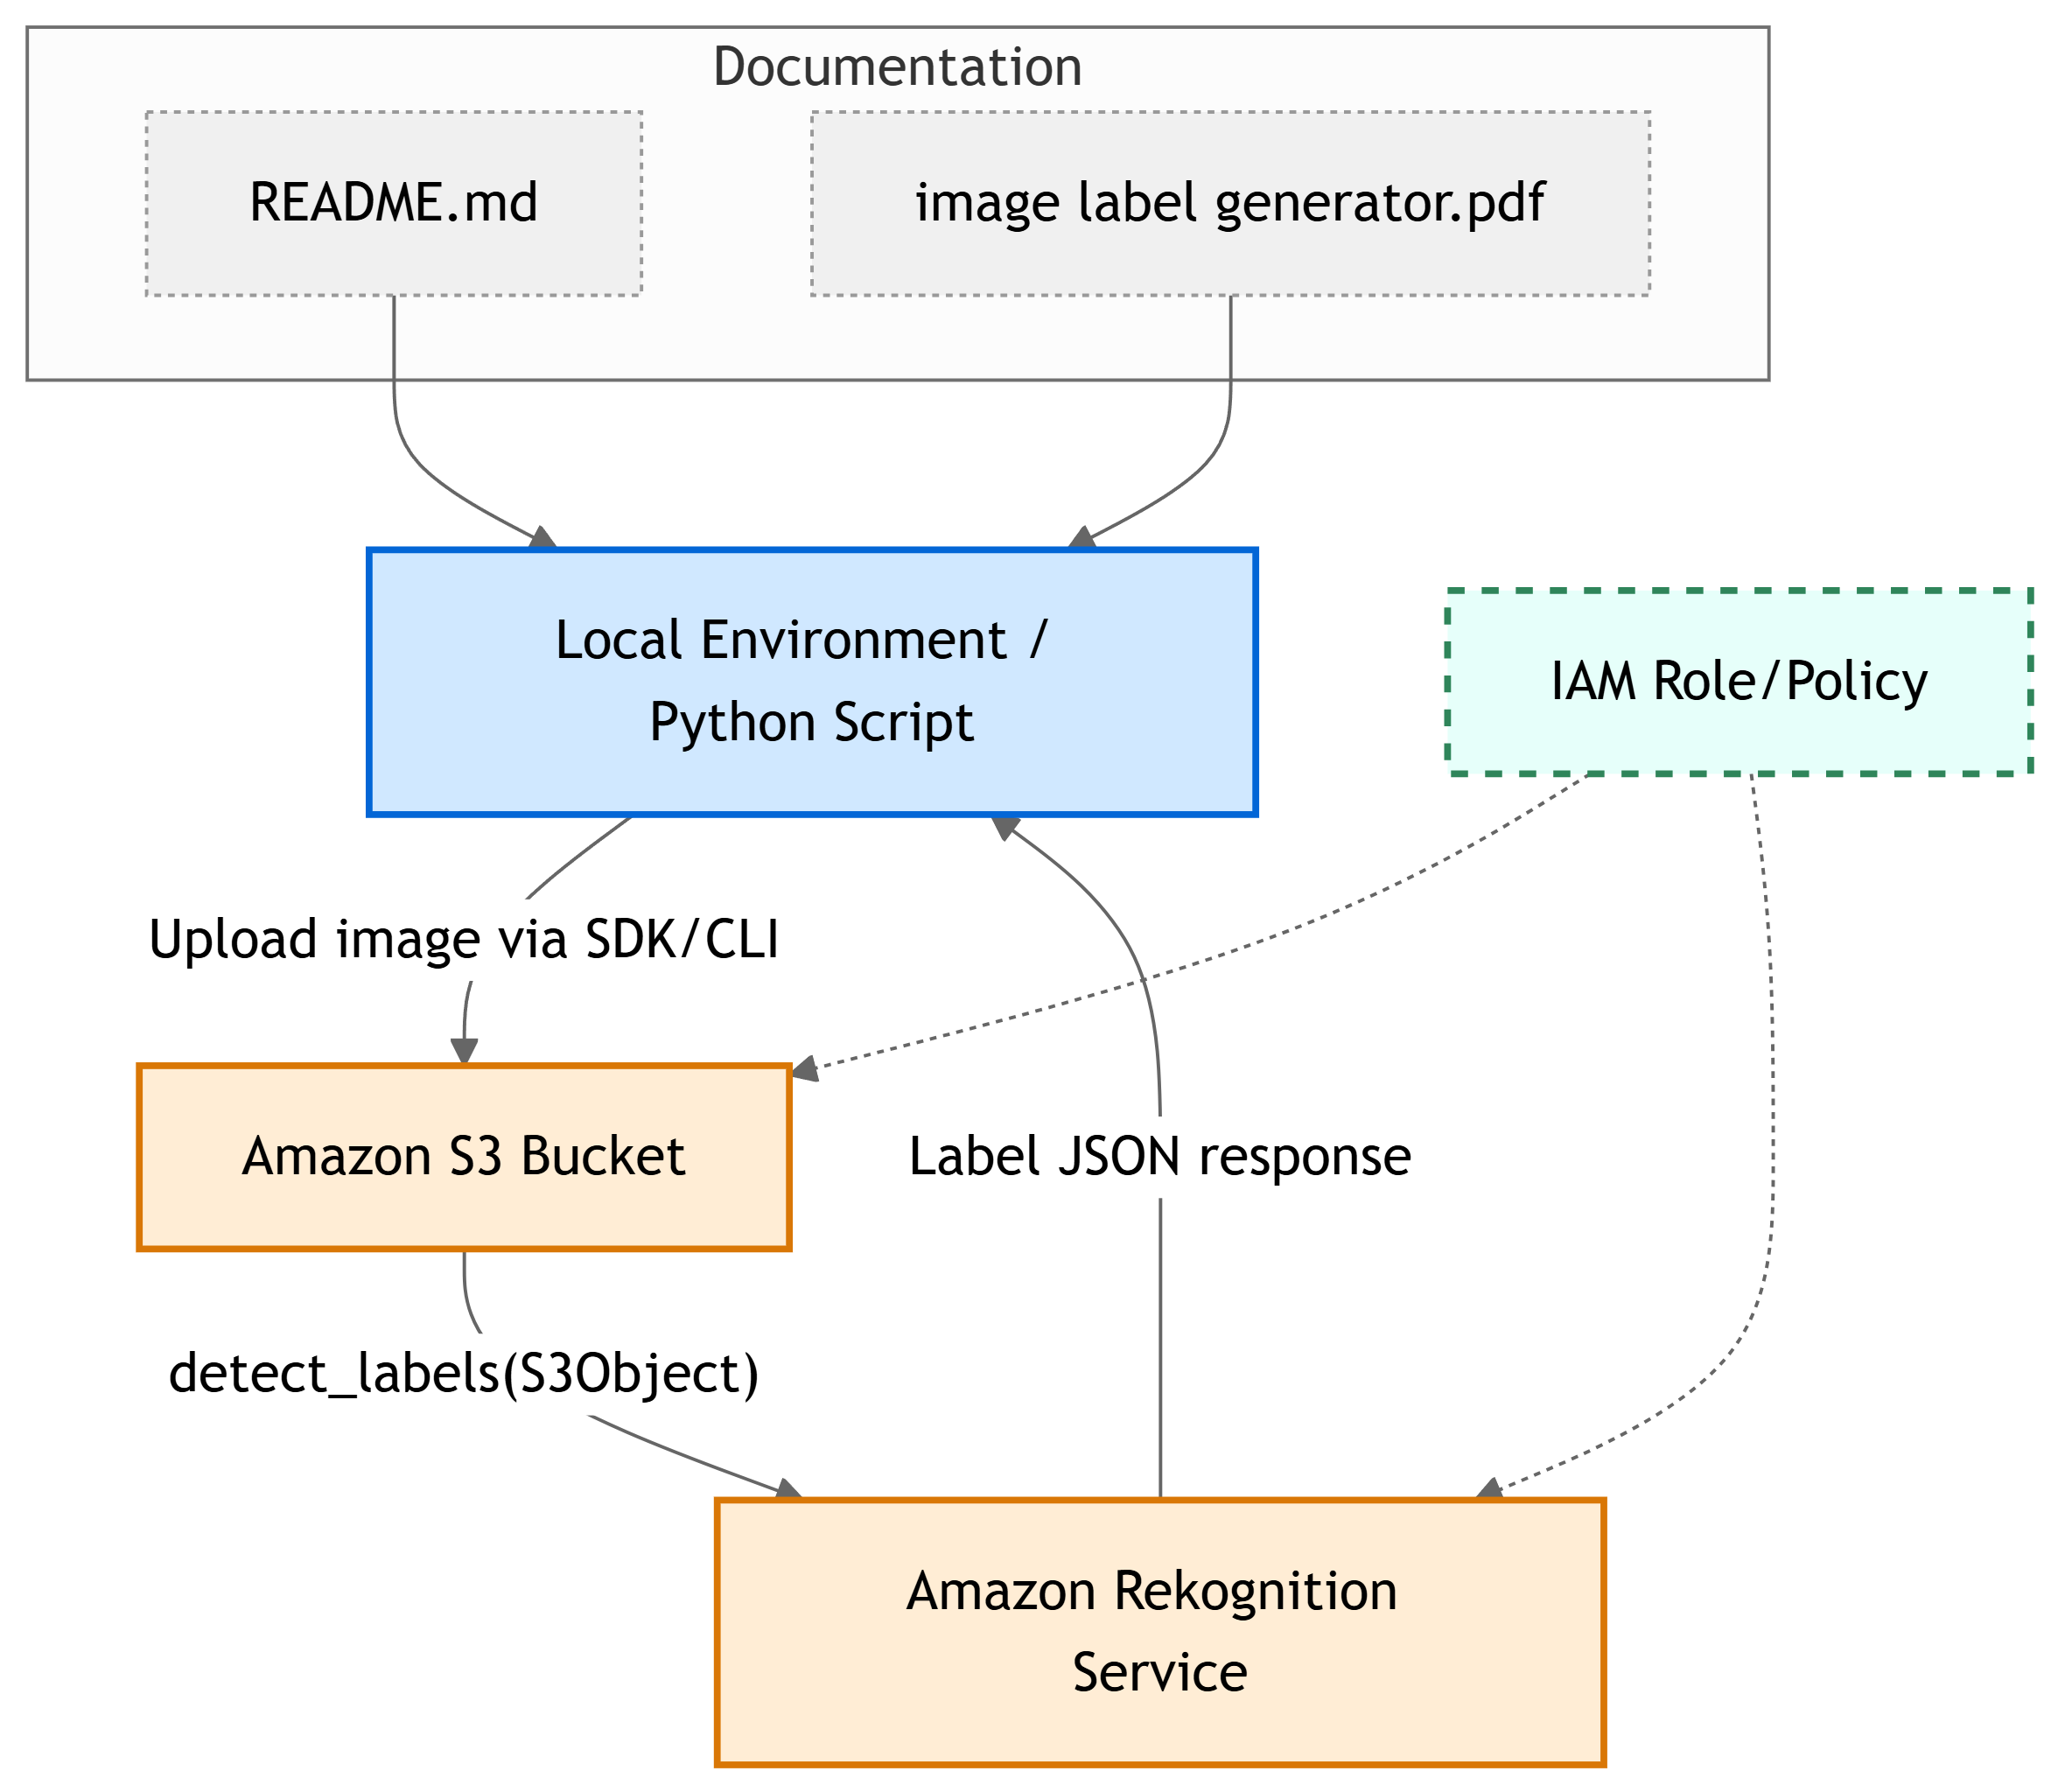 Documentation
README.md
image label generator.pdf
Local Environment /
Python Script
IAM Role/Policy
Upload image via SDK/CLI
Amazon S3 Bucket
Label JSON response
detect_labels(S3Object)
Amazon Rekognition
Service